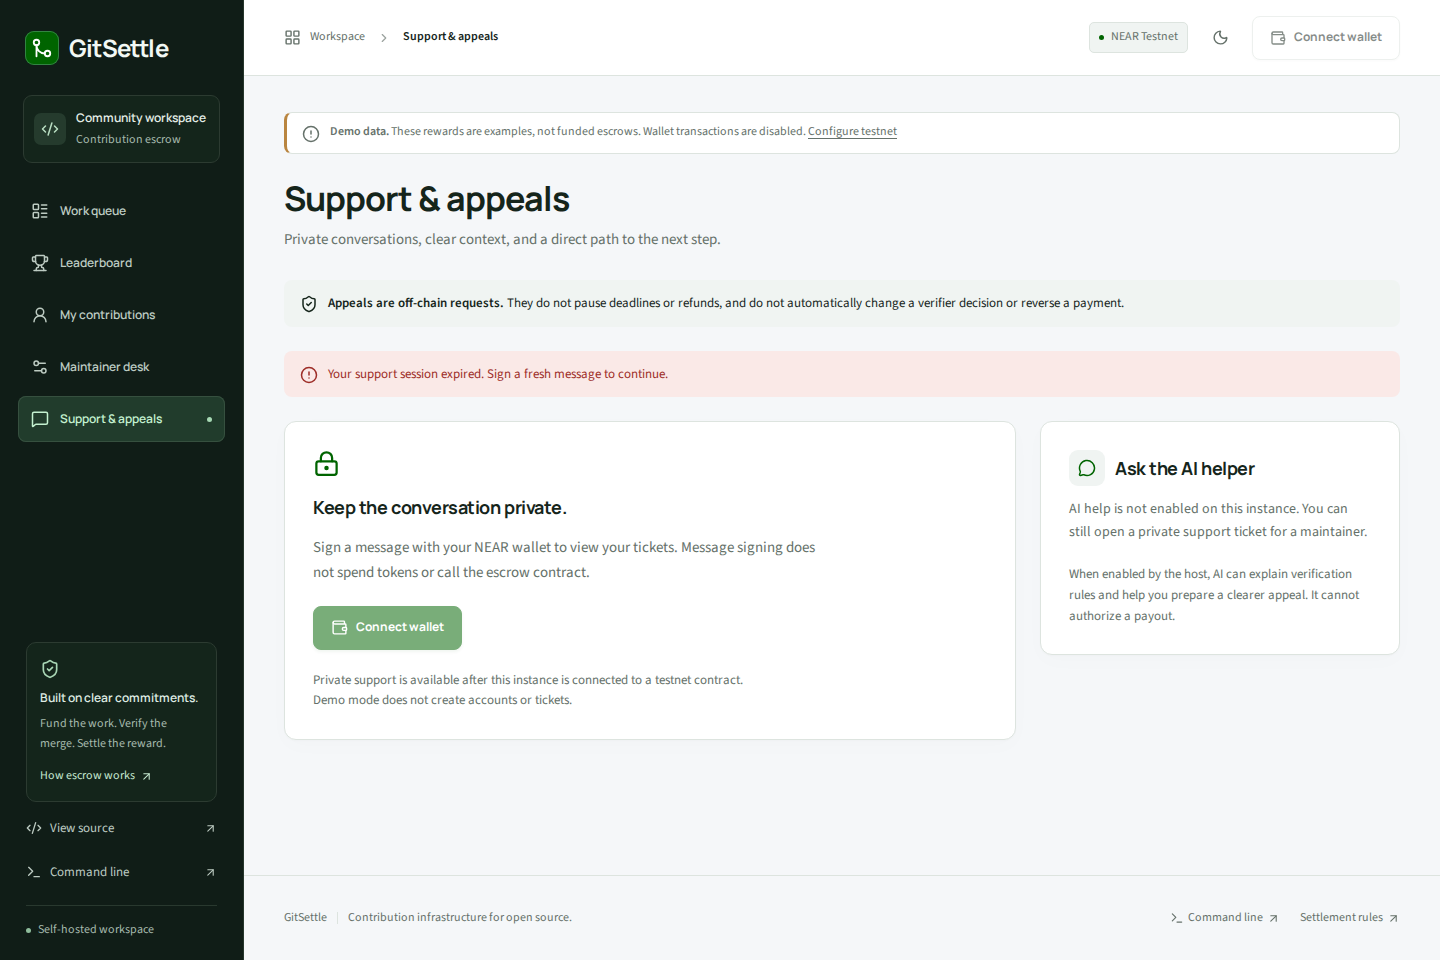 GitSettle
Community workspace
Contribution escrow
Work queue
Leaderboard
My contributions
Maintainer desk
Support & appeals
Built on clear commitments.
Fund the work. Verify the
merge. Settle the reward.
How escrow works
View source
Command line
Self-hosted workspace
Workspace
Support & appeals
NEAR Testnet
Connect wallet
Demo data. These rewards are examples, not funded escrows. Wallet transactions are disabled. Configure testnet
Support & appeals
Private conversations, clear context, and a direct path to the next step.
Appeals are off-chain requests. They do not pause deadlines or refunds, and do not automatically change a verifier decision or reverse a payment.
Your support session expired. Sign a fresh message to continue.
Keep the conversation private.
Sign a message with your NEAR wallet to view your tickets. Message signing does
not spend tokens or call the escrow contract.
Connect wallet
Private support is available after this instance is connected to a testnet contract.
Demo mode does not create accounts or tickets.
Ask the AI helper
AI help is not enabled on this instance. You can
still open a private support ticket for a maintainer.
When enabled by the host, AI can explain verification
rules and help you prepare a clearer appeal. It cannot
authorize a payout.
GitSettle
Contribution infrastructure for open source.
Command line
Settlement rules